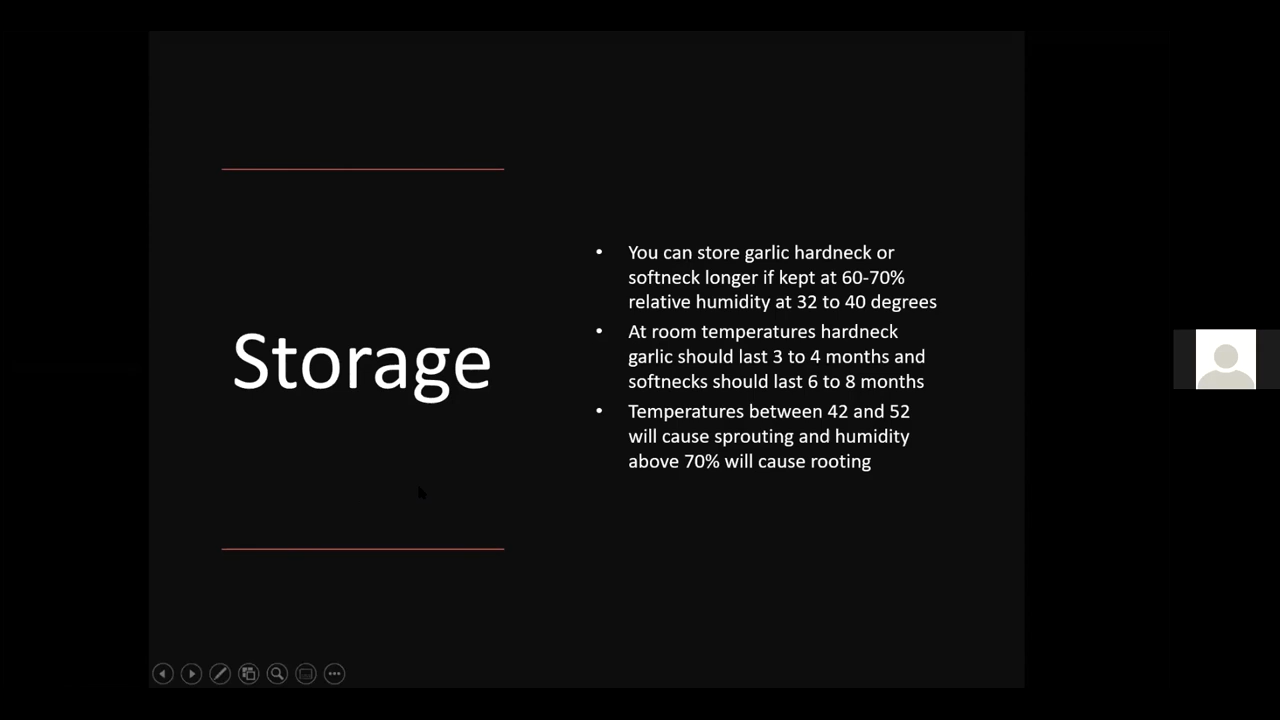 Storage
• You can store garlic hardneck or
softneck longer if kept at 60-70%
relative humidity at 32 to 40 degrees
• At room temperatures hardneck
garlic should last 3 to 4 months and
softnecks should last 6 to 8 months
• Temperatures between 42 and 52
will cause sprouting and humidity
above 70% will cause rooting